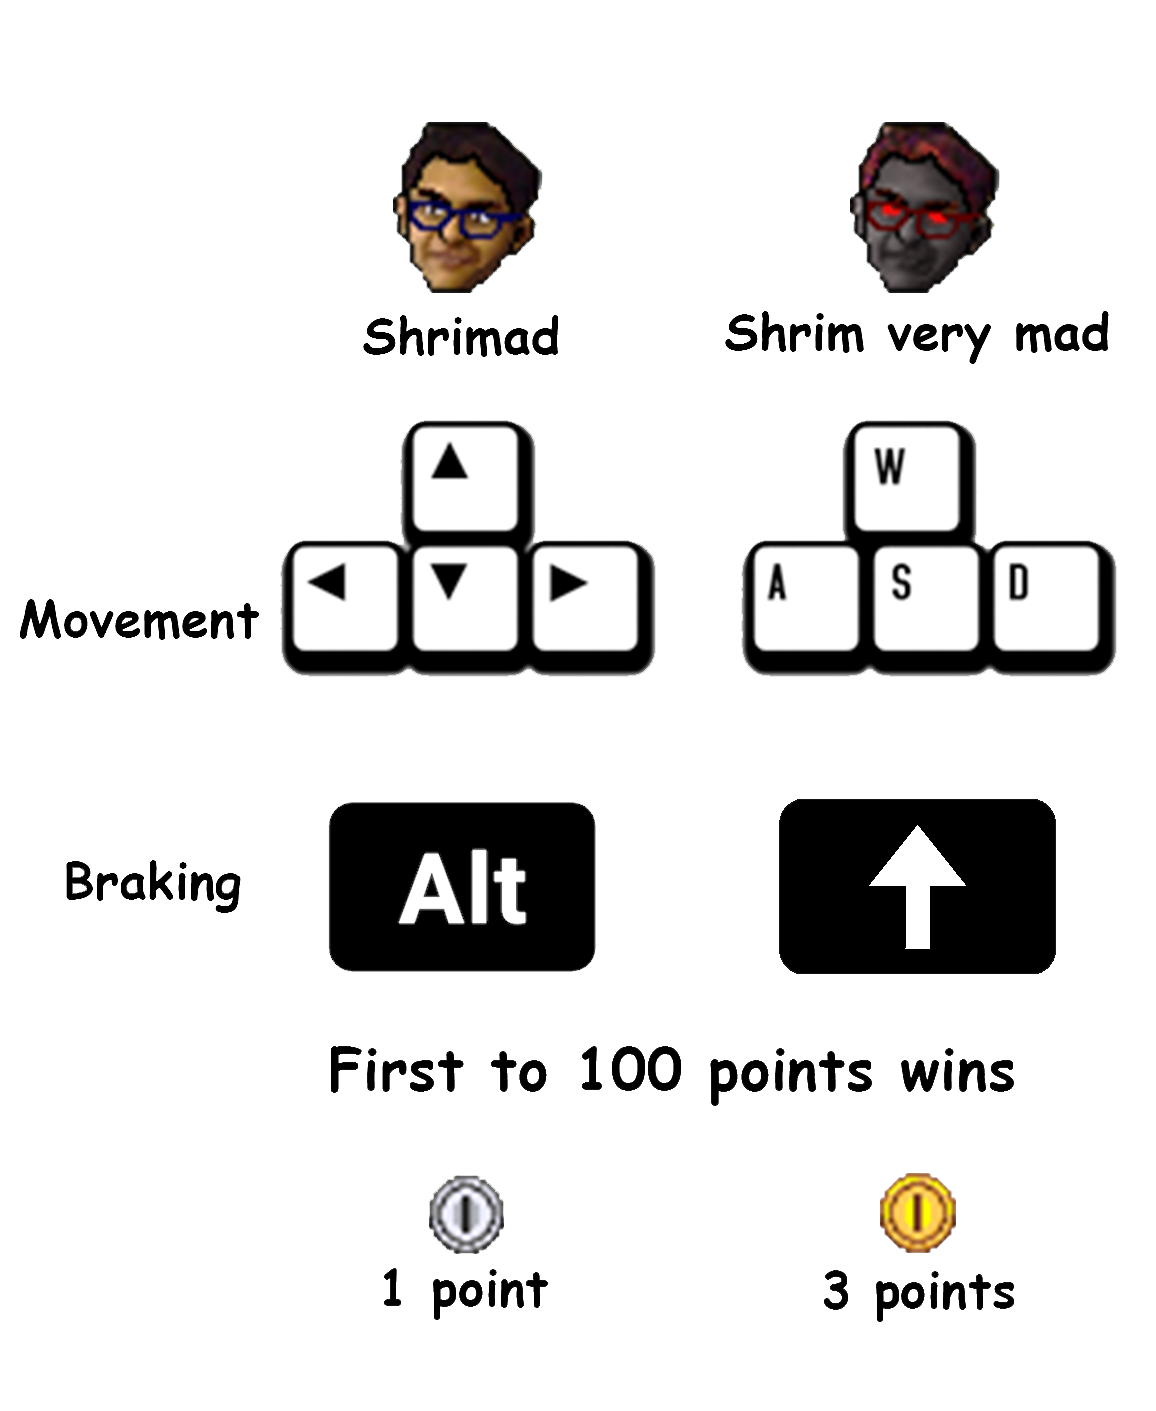 Shrimad
Shrim very mad
W
A S D
Movement
Braking
Alt
First to 100 points wins
1 point
3 points